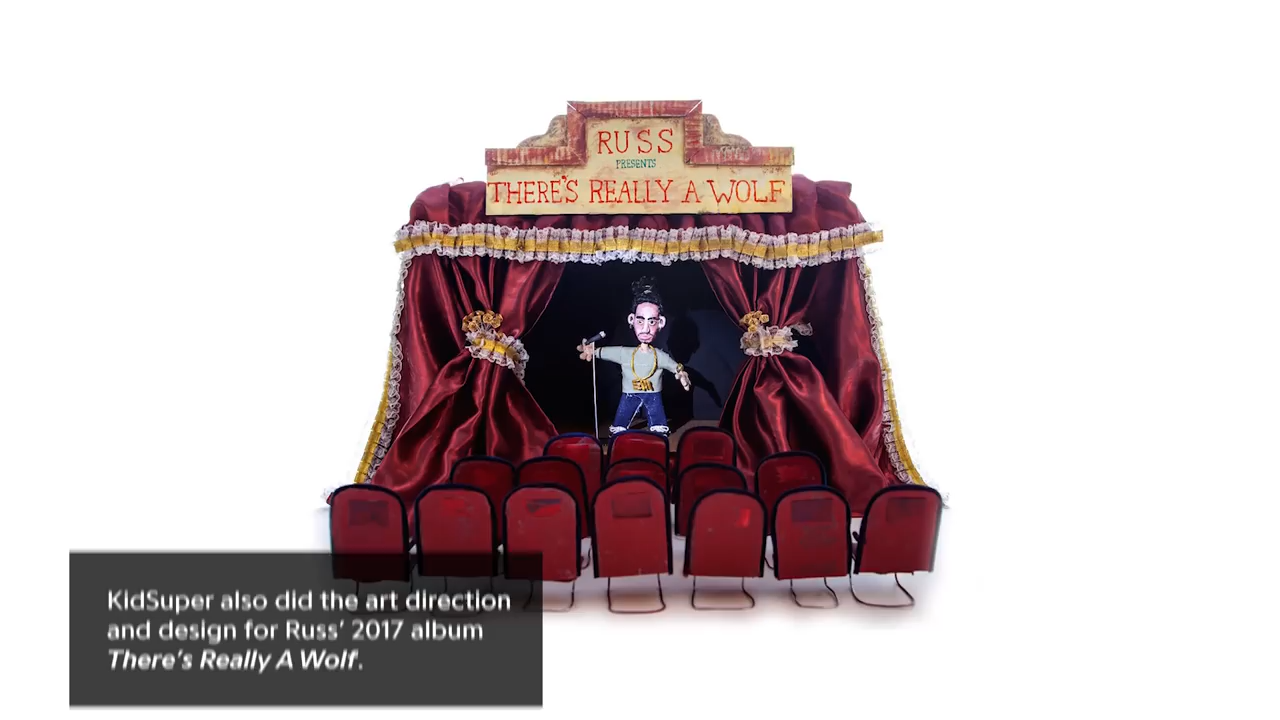 RUSS
PRESENTS
THERE'S REALLY A WOLF
KidSuper also did the art direction
and design for Russ' 2017 album
There's Really A Wolf.